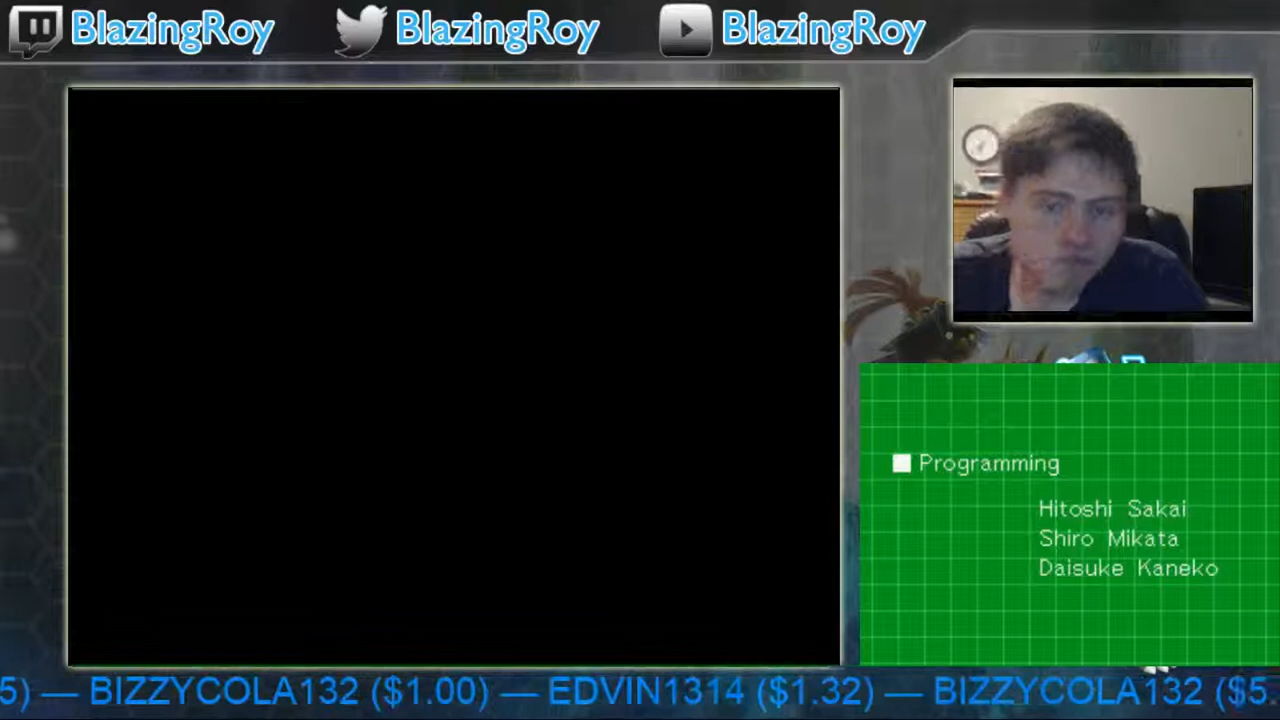 BlazingRoy BlazingRoy BlazingRoy
Programming
Hitoshi Sakai
Shiro Mikata
Daisuke Kaneko
5) — BIZZYCOLA132 ($1.00) — EDVIN1314 ($1.32) — BIZZYCOLA132 ($5.